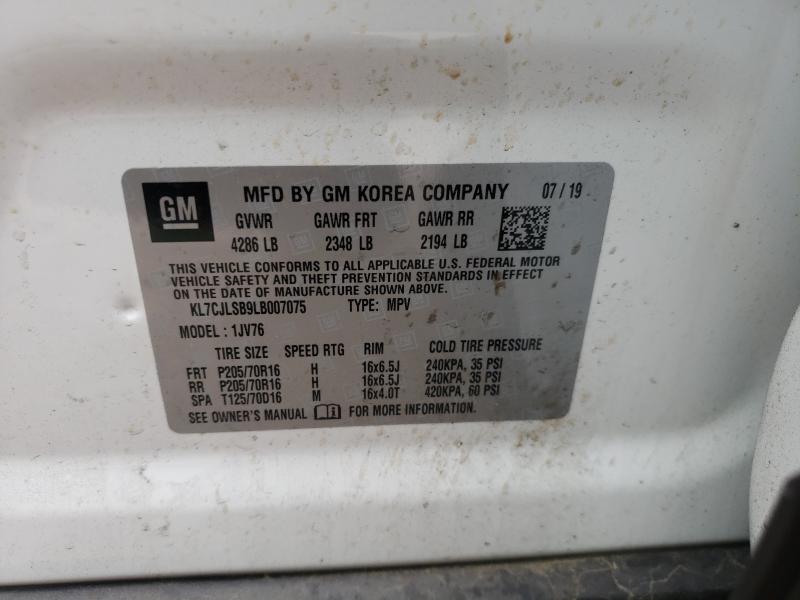 GM MFD BY GM KOREA COMPANY 07 / 19
GVWR GAWR FRT GAWR RR
4286 LB 2348 LB 2194 LB
THIS VEHICLE CONFORMS TO ALL APPLICABLE U.S. FEDERAL MOTOR
VEHICLE SAFETY AND THEFT PREVENTION STANDARDS IN EFFECT
ON THE DATE OF MANUFACTURE SHOWN ABOVE.
KL7CJLSB9LB007075 TYPE: MPV
MODEL : 1JV76
TIRE SIZE SPEED RTG RIM COLD TIRE PRESSURE
FRT P205/70R16 H 16x6.5J 240KPA, 35 PSI
RR P205/70R16 H 16x6.5J 240KPA, 35 PSI
SPA T125/70D16 M 16x4.0T 420KPA, 60 PSI
SEE OWNER'S MANUAL FOR MORE INFORMATION.